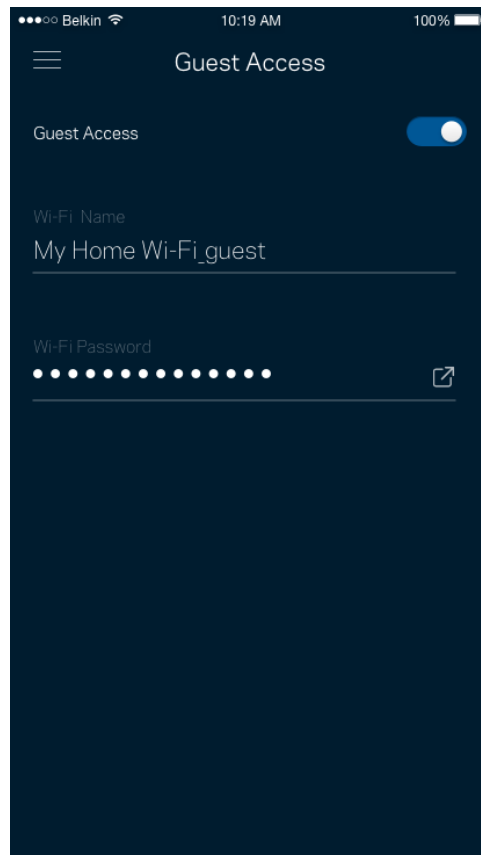 ●●●○○ Belkin 10:19 AM 100%
Guest Access
Guest Access
Wi-Fi Name
My Home Wi-Fi_guest
Wi-Fi Password
●●●●●●●●●●●●●●